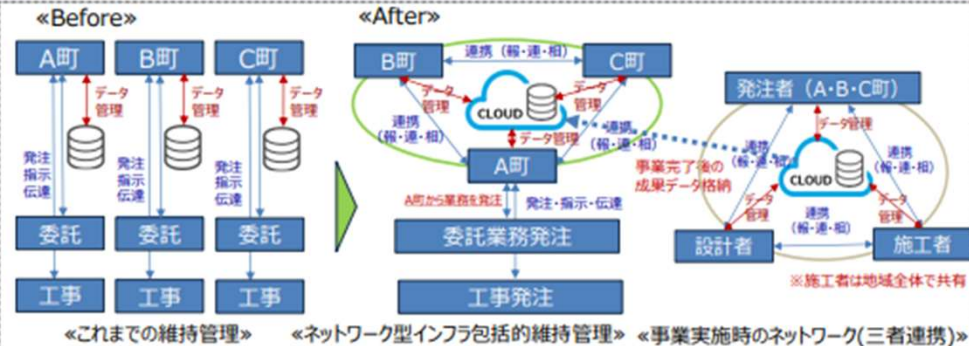 ≪Before≫
A町
B町
C町
データ
管理
データ
管理
データ
管理
発注
指示
伝達
発注
指示
伝達
発注
指示
伝達
委託
委託
委託
工事
工事
工事
≪これまでの維持管理≫
≪After≫
B町
連携（報・連・相）
C町
データ
管理
データ
管理
CLOUD
連携
（報・連・相）
データ管理
連携
（報・連・相）
A町
A町から業務を発注
発注・指示・伝達
委託業務発注
工事発注
≪ネットワーク型インフラ包括的維持管理≫
発注者（A・B・C町）
データ管理
連携
（報・連・相）
連携
（報・連・相）
CLOUD
事業完了後の
成果データ格納
データ
管理
データ
管理
連携
（報・連・相）
設計者
施工者
※施工者は地域全体で共有
≪事業実施時のネットワーク(三者連携)≫